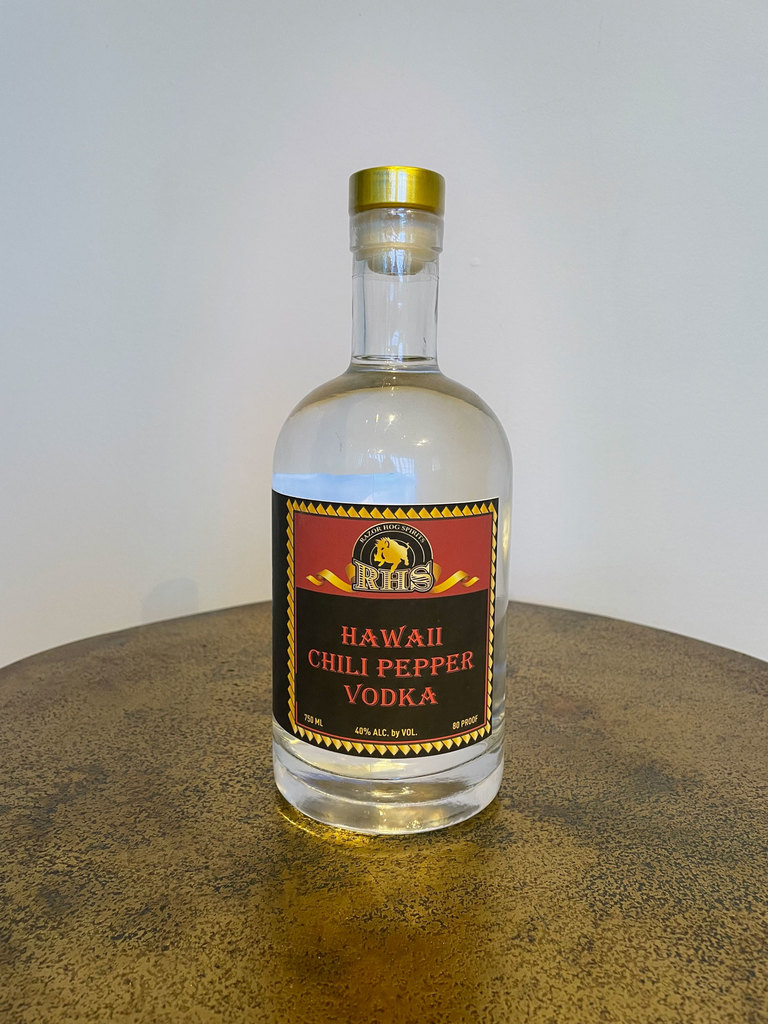 RAZOR HOG SPIRITS
RHS
HAWAII
CHILI PEPPER
VODKA
750 ML
40% ALC. by VOL.
80 PROOF